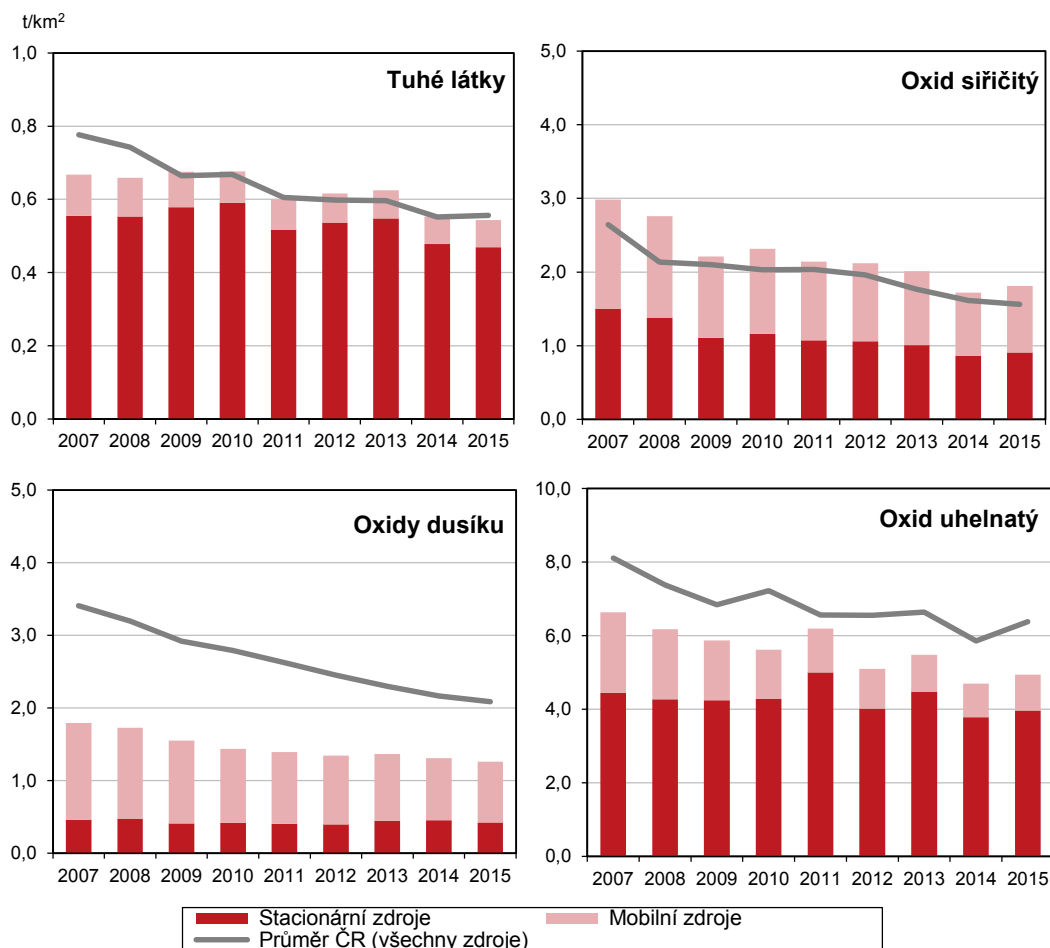 t/km²
1,0
0,8
0,6
0,4
0,2
0,0
Tuhé látky
2007 2008 2009 2010 2011 2012 2013 2014 2015
5,0
4,0
3,0
2,0
1,0
0,0
Oxid siřičitý
2007 2008 2009 2010 2011 2012 2013 2014 2015
5,0
4,0
3,0
2,0
1,0
0,0
Oxidy dusíku
2007 2008 2009 2010 2011 2012 2013 2014 2015
10,0
8,0
6,0
4,0
2,0
0,0
Oxid uhelnatý
2007 2008 2009 2010 2011 2012 2013 2014 2015
Stacionární zdroje Mobilní zdroje
Průměr ČR (všechny zdroje)